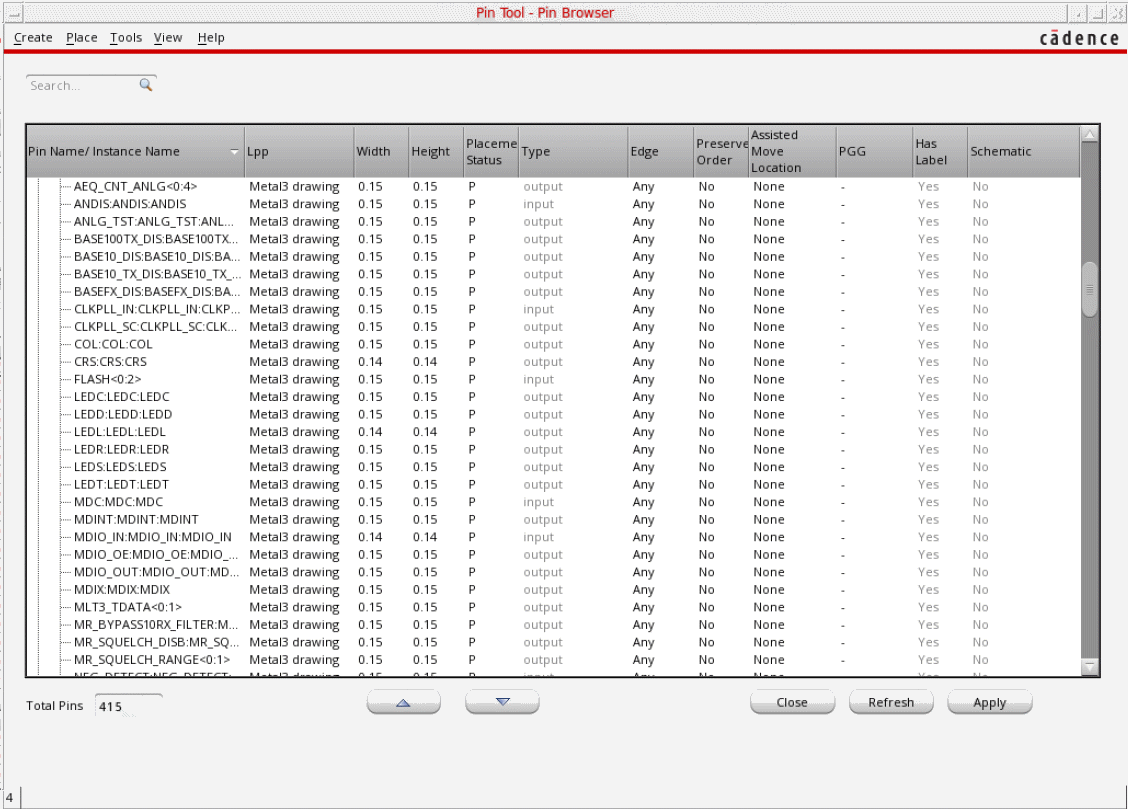 Pin Tool - Pin Browser
Create Place Tools View Help cādence
Search...
Pin Name/ Instance Name Lpp Width Height Placeme Status Type Edge Preserve Order Assisted Move Location PGG Has Label Schematic
AEQ_CNT_ANLG<0:4> Metal3 drawing 0.15 0.15 P output Any No None - Yes No
ANDIS:ANDIS:ANDIS Metal3 drawing 0.15 0.15 P input Any No None - Yes No
ANLG_TST:ANLG_TST:ANL... Metal3 drawing 0.15 0.15 P output Any No None - Yes No
BASE100TX_DIS:BASE100TX... Metal3 drawing 0.15 0.15 P output Any No None - Yes No
BASE10_DIS:BASE10_DIS:BA... Metal3 drawing 0.15 0.15 P output Any No None - Yes No
BASE10_TX_DIS:BASE10_TX_... Metal3 drawing 0.15 0.15 P output Any No None - Yes No
BASEFX_DIS:BASEFX_DIS:BA... Metal3 drawing 0.15 0.15 P output Any No None - Yes No
CLKPLL_IN:CLKPLL_IN:CLKP... Metal3 drawing 0.15 0.15 P input Any No None - Yes No
CLKPLL_SC:CLKPLL_SC:CLK... Metal3 drawing 0.15 0.15 P output Any No None - Yes No
COL:COL:COL Metal3 drawing 0.15 0.15 P output Any No None - Yes No
CRS:CRS:CRS Metal3 drawing 0.14 0.14 P output Any No None - Yes No
FLASH<0:2> Metal3 drawing 0.15 0.15 P input Any No None - Yes No
LEDC:LEDC:LEDC Metal3 drawing 0.15 0.15 P output Any No None - Yes No
LEDD:LEDD:LEDD Metal3 drawing 0.15 0.15 P output Any No None - Yes No
LEDL:LEDL:LEDL Metal3 drawing 0.14 0.14 P output Any No None - Yes No
LEDR:LEDR:LEDR Metal3 drawing 0.15 0.15 P output Any No None - Yes No
LEDS:LEDS:LEDS Metal3 drawing 0.15 0.15 P output Any No None - Yes No
LEDT:LEDT:LEDT Metal3 drawing 0.15 0.15 P output Any No None - Yes No
MDC:MDC:MDC Metal3 drawing 0.15 0.15 P input Any No None - Yes No
MDINT:MDINT:MDINT Metal3 drawing 0.15 0.15 P output Any No None - Yes No
MDIO_IN:MDIO_IN:MDIO_IN Metal3 drawing 0.14 0.14 P input Any No None - Yes No
MDIO_OE:MDIO_OE:MDIO_... Metal3 drawing 0.15 0.15 P output Any No None - Yes No
MDIO_OUT:MDIO_OUT:MD... Metal3 drawing 0.15 0.15 P output Any No None - Yes No
MDIX:MDIX:MDIX Metal3 drawing 0.15 0.15 P output Any No None - Yes No
MLT3_TDATA<0:1> Metal3 drawing 0.15 0.15 P output Any No None - Yes No
MR_BYPASS10RX_FILTER:M... Metal3 drawing 0.15 0.15 P output Any No None - Yes No
MR_SQUELCH_DISB:MR_SQ... Metal3 drawing 0.15 0.15 P output Any No None - Yes No
MR_SQUELCH_RANGE<0:1> Metal3 drawing 0.15 0.15 P output Any No None - Yes No
Total Pins 415 Close Refresh Apply
4